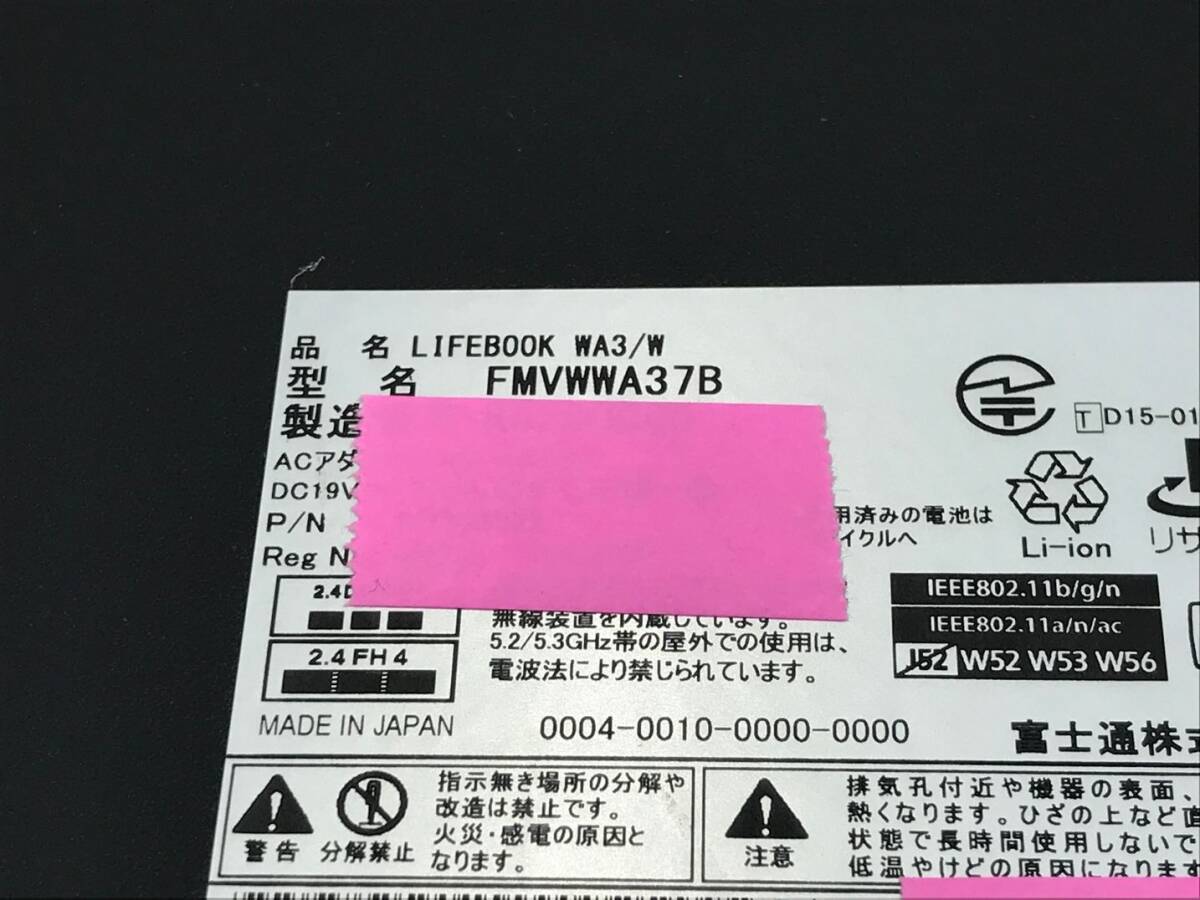 品 名 LIFEBOOK WA3/W
型 名 FMVWWA37B
製造
ACアダ
DC19V
P/N
Reg N
用済みの電池は
イクルへ
T D15-01
Li-ion
リサ
2.4D
2.4 FH 4
無線装置を内蔵しています。
5.2/5.3GHz帯の屋外での使用は、
電波法により禁じられています。
IEEE802.11b/g/n
IEEE802.11a/n/ac
J52 W52 W53 W56
MADE IN JAPAN 0004-0010-0000-0000 富士通株式
警告 分解禁止
指示無き場所の分解や
改造は禁止です。
火災・感電の原因と
なります。
注意
排気孔付近や機器の表面、
熱くなります。ひざの上など直
状態で長時間使用しないで
低温やけどの原因になります